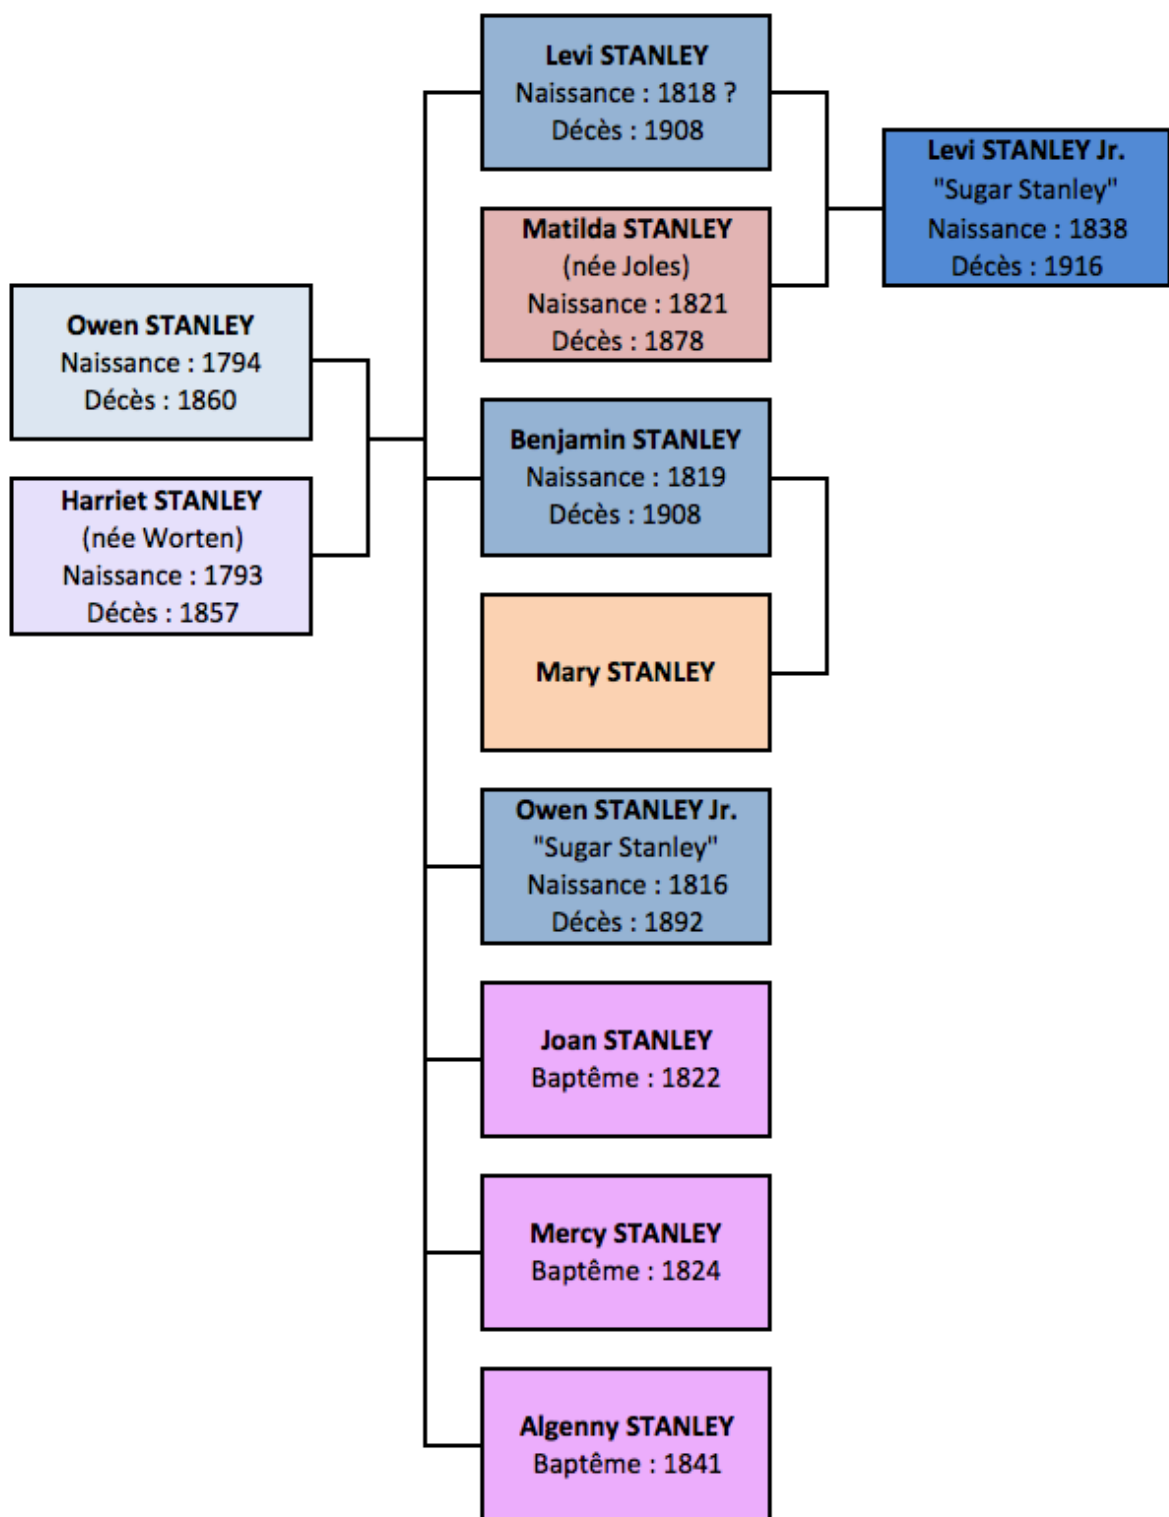 Owen STANLEY
Naissance : 1794
Décès : 1860
Harriet STANLEY
(née Worten)
Naissance : 1793
Décès : 1857
Levi STANLEY
Naissance : 1818 ?
Décès : 1908
Matilda STANLEY
(née Joles)
Naissance : 1821
Décès : 1878
Benjamin STANLEY
Naissance : 1819
Décès : 1908
Mary STANLEY
Owen STANLEY Jr.
"Sugar Stanley"
Naissance : 1816
Décès : 1892
Joan STANLEY
Baptême : 1822
Mercy STANLEY
Baptême : 1824
Algenny STANLEY
Baptême : 1841
Levi STANLEY Jr.
"Sugar Stanley"
Naissance : 1838
Décès : 1916